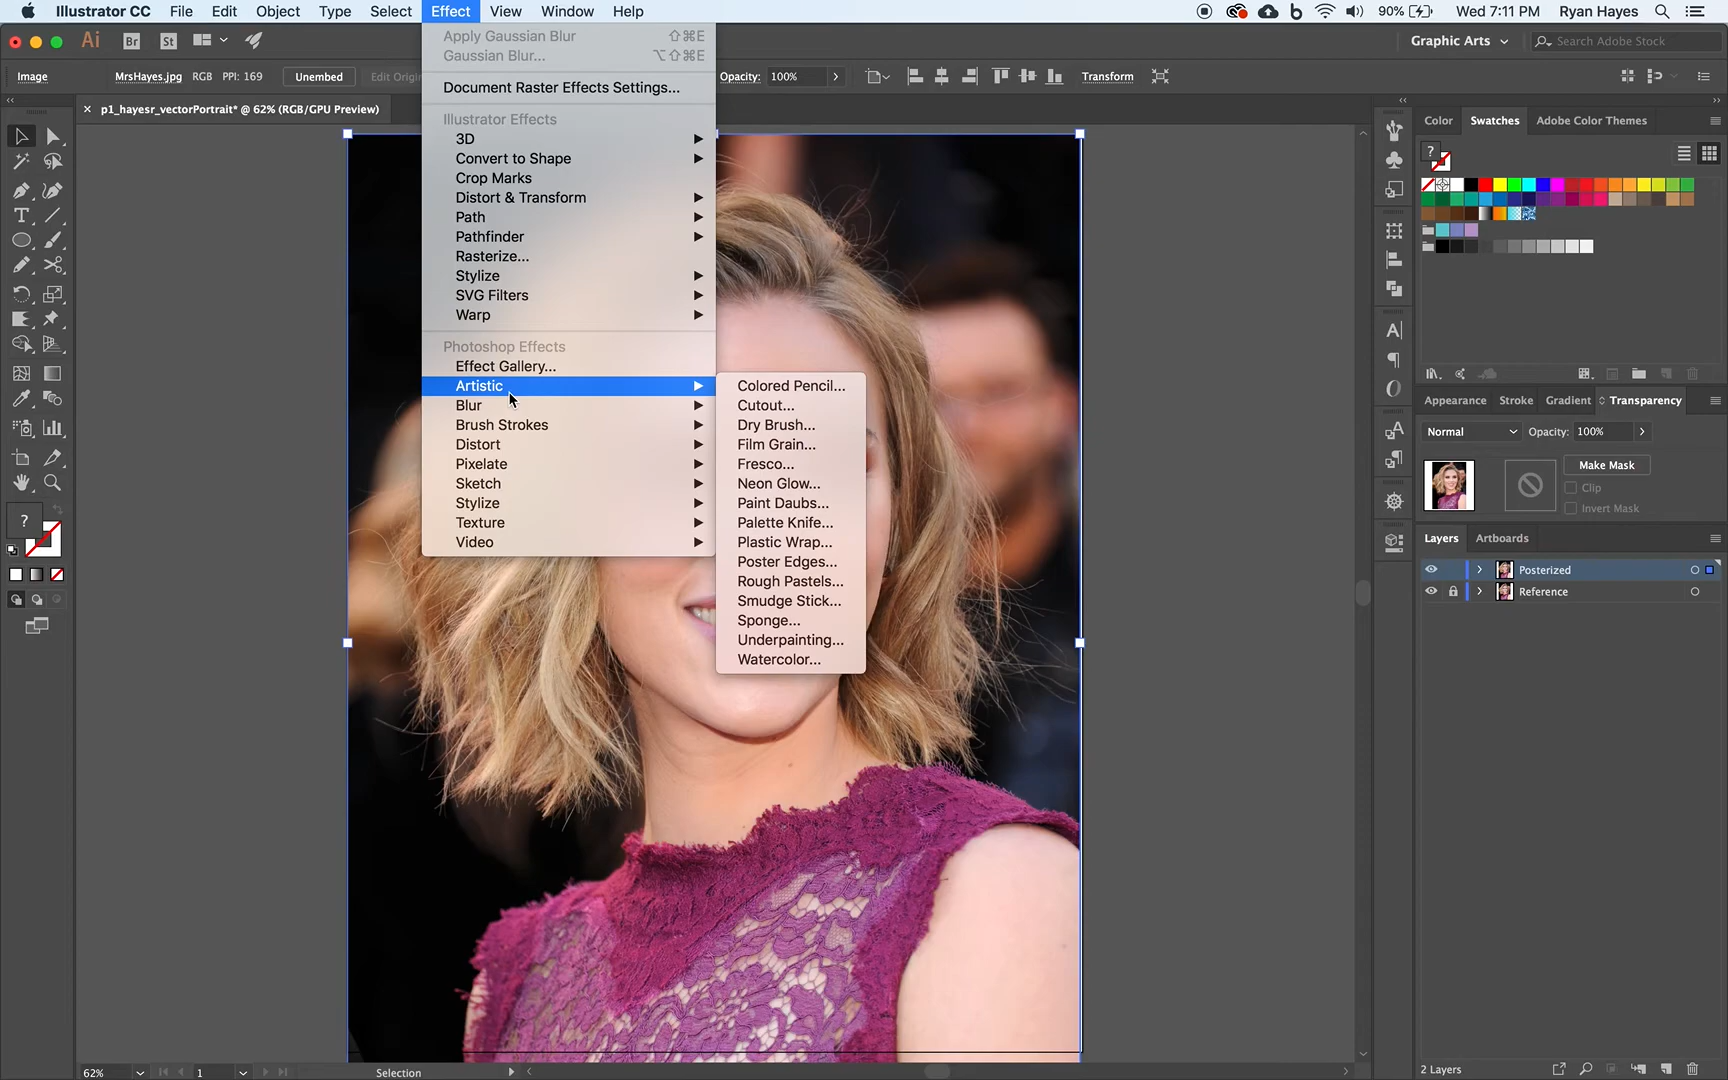 Illustrator CC File Edit Object Type Select Effect View Window Help 90% Wed 7:11 PM Ryan Hayes
Ai Br St Graphic Arts Search Adobe Stock
Image MrsHayes.jpg RGB PPI: 169 Unembed Edit Origin Opacity: 100% Transform
× p1_hayesr_vectorPortrait* @ 62% (RGB/GPU Preview)
Apply Gaussian Blur ⇧⌘E
Gaussian Blur... ⌥⇧⌘E
Document Raster Effects Settings...
Illustrator Effects
3D
Convert to Shape
Crop Marks
Distort & Transform
Path
Pathfinder
Rasterize...
Stylize
SVG Filters
Warp
Photoshop Effects
Effect Gallery...
Artistic
Blur
Brush Strokes
Distort
Pixelate
Sketch
Stylize
Texture
Video
Colored Pencil...
Cutout...
Dry Brush...
Film Grain...
Fresco...
Neon Glow...
Paint Daubs...
Palette Knife...
Plastic Wrap...
Poster Edges...
Rough Pastels...
Smudge Stick...
Sponge...
Underpainting...
Watercolor...
Color Swatches Adobe Color Themes
?
Appearance Stroke Gradient Transparency
Normal Opacity: 100%
Make Mask
Clip
Invert Mask
Layers Artboards
Posterized
Reference
2 Layers
?
62% 1 Selection